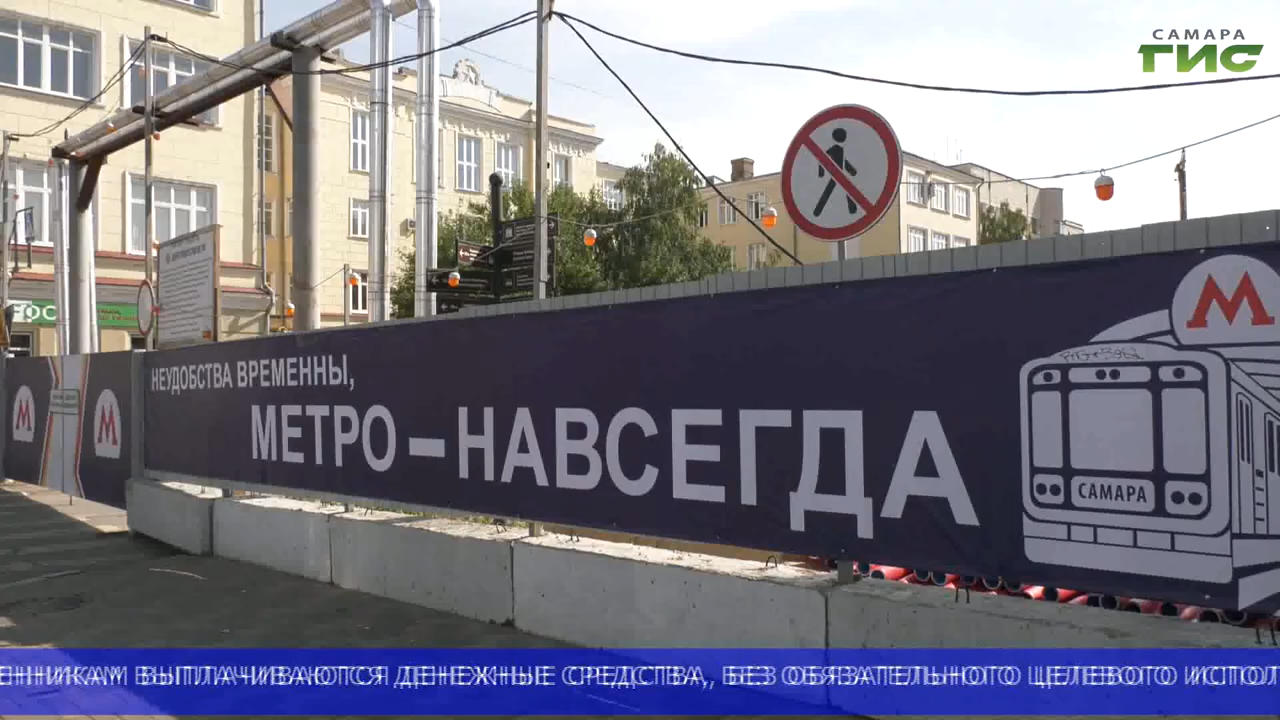 САМАРА
ГИС
НЕУДОБСТВА ВРЕМЕННЫ,
МЕТРО – НАВСЕГДА
М
М
М
САМАРА
ЕННИКАМ ВЫПЛАЧИВАЮТСЯ ДЕНЕЖНЫЕ СРЕДСТВА, БЕЗ ОБЯЗАТЕЛЬНОГО ЦЕЛЕВОГО ИСПОЛ